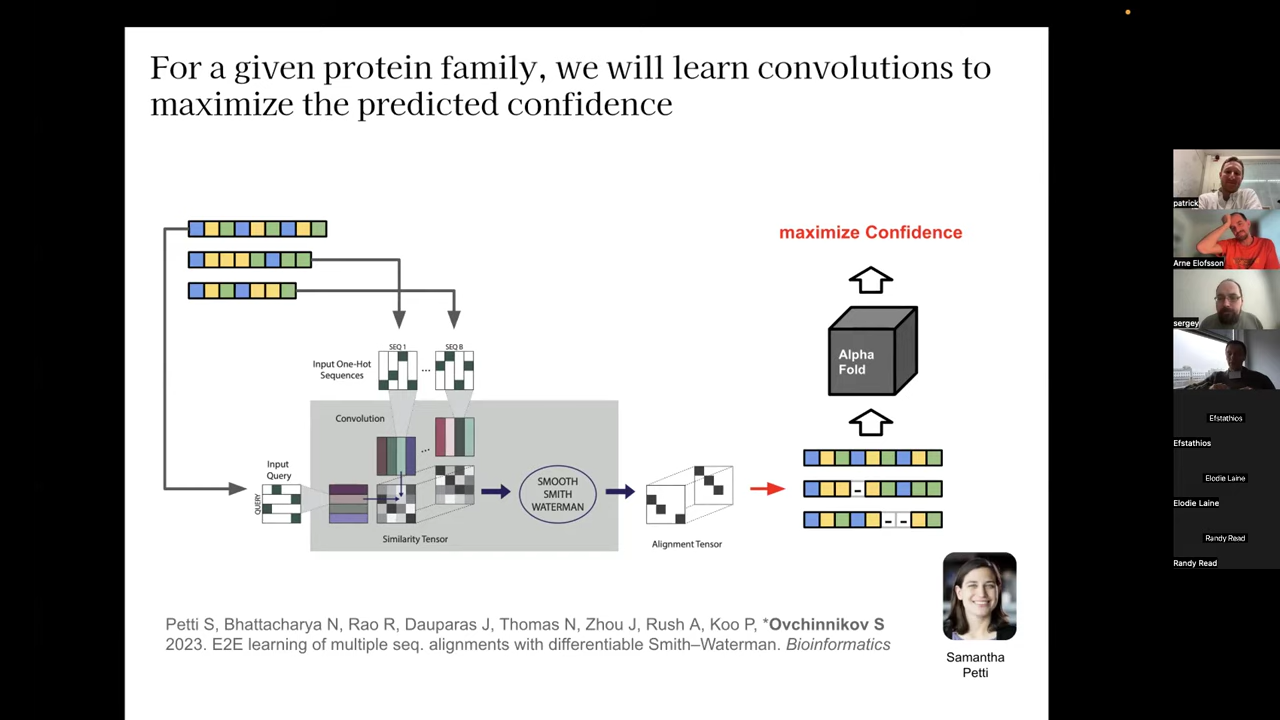 For a given protein family, we will learn convolutions to
maximize the predicted confidence
maximize Confidence
Alpha
Fold
SEQ 1
SEQ B
...
Input One-Hot
Sequences
Convolution
...
Input
Query
QUERY
SMOOTH
SMITH
WATERMAN
Similarity Tensor
Alignment Tensor
-
- -
Petti S, Bhattacharya N, Rao R, Dauparas J, Thomas N, Zhou J, Rush A, Koo P, *Ovchinnikov S
2023. E2E learning of multiple seq. alignments with differentiable Smith–Waterman. Bioinformatics
Samantha
Petti
patrick
Arne Elofsson
sergey
Efstathios
Efstathios
Elodie Laine
Elodie Laine
Randy Read
Randy Read